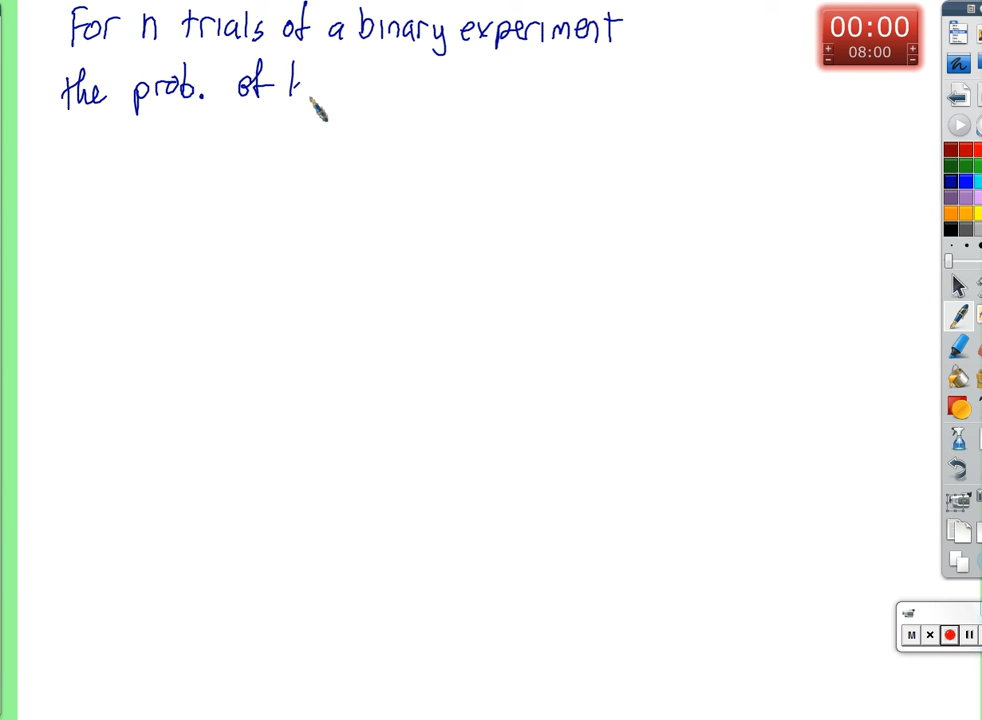 For n trials of a binary experiment
the prob. of
00:00
08:00
M